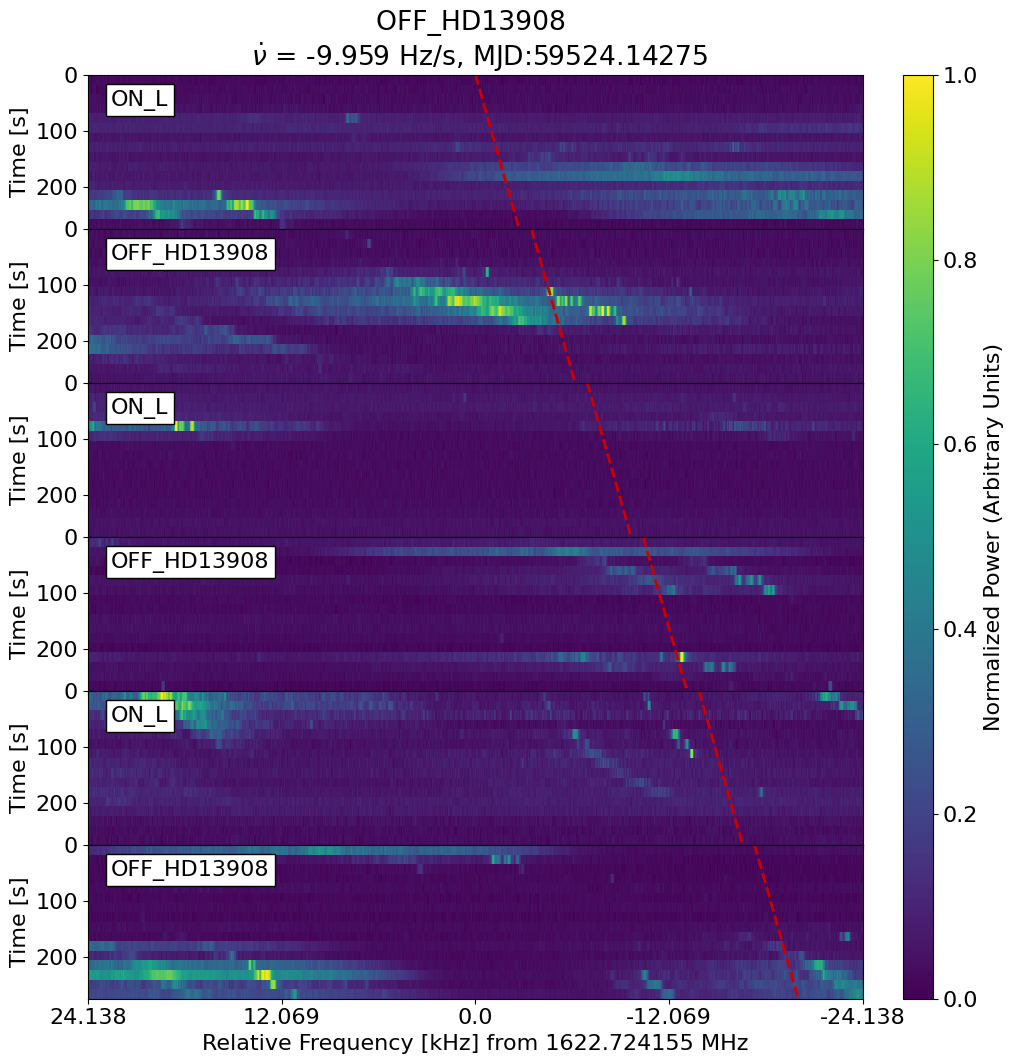 OFF_HD13908
ν̇ = -9.959 Hz/s, MJD:59524.14275
0
100
200
Time [s]
ON_L
0
100
200
Time [s]
OFF_HD13908
0
100
200
Time [s]
ON_L
0
100
200
Time [s]
OFF_HD13908
0
100
200
Time [s]
ON_L
0
100
200
Time [s]
OFF_HD13908
24.138 12.069 0.0 -12.069 -24.138
Relative Frequency [kHz] from 1622.724155 MHz
1.0
0.8
0.6
0.4
0.2
0.0
Normalized Power (Arbitrary Units)